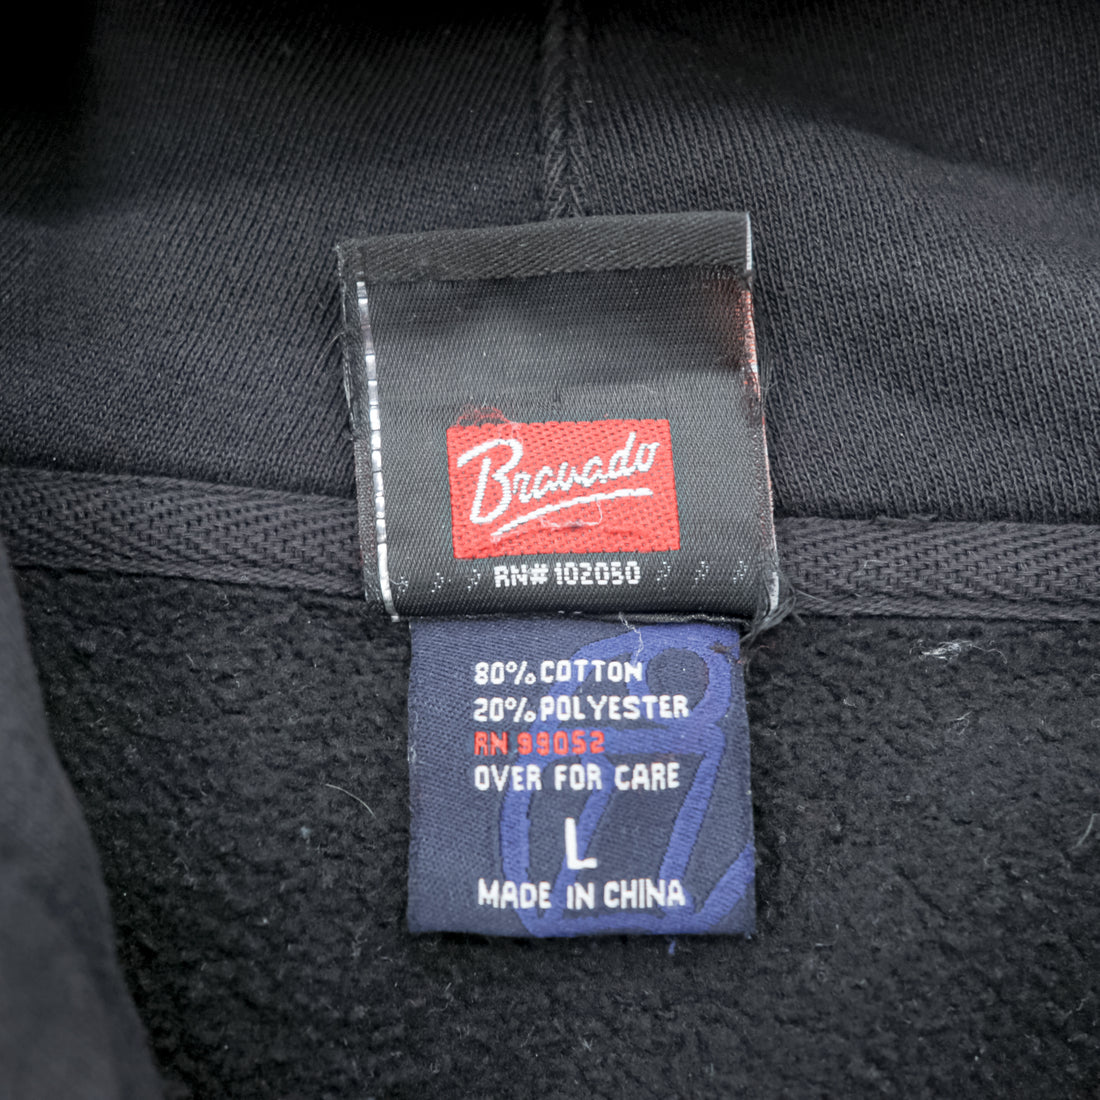 Bravado
RN# 102050
80% COTTON
20% POLYESTER
RN 99052
OVER FOR CARE
L
MADE IN CHINA